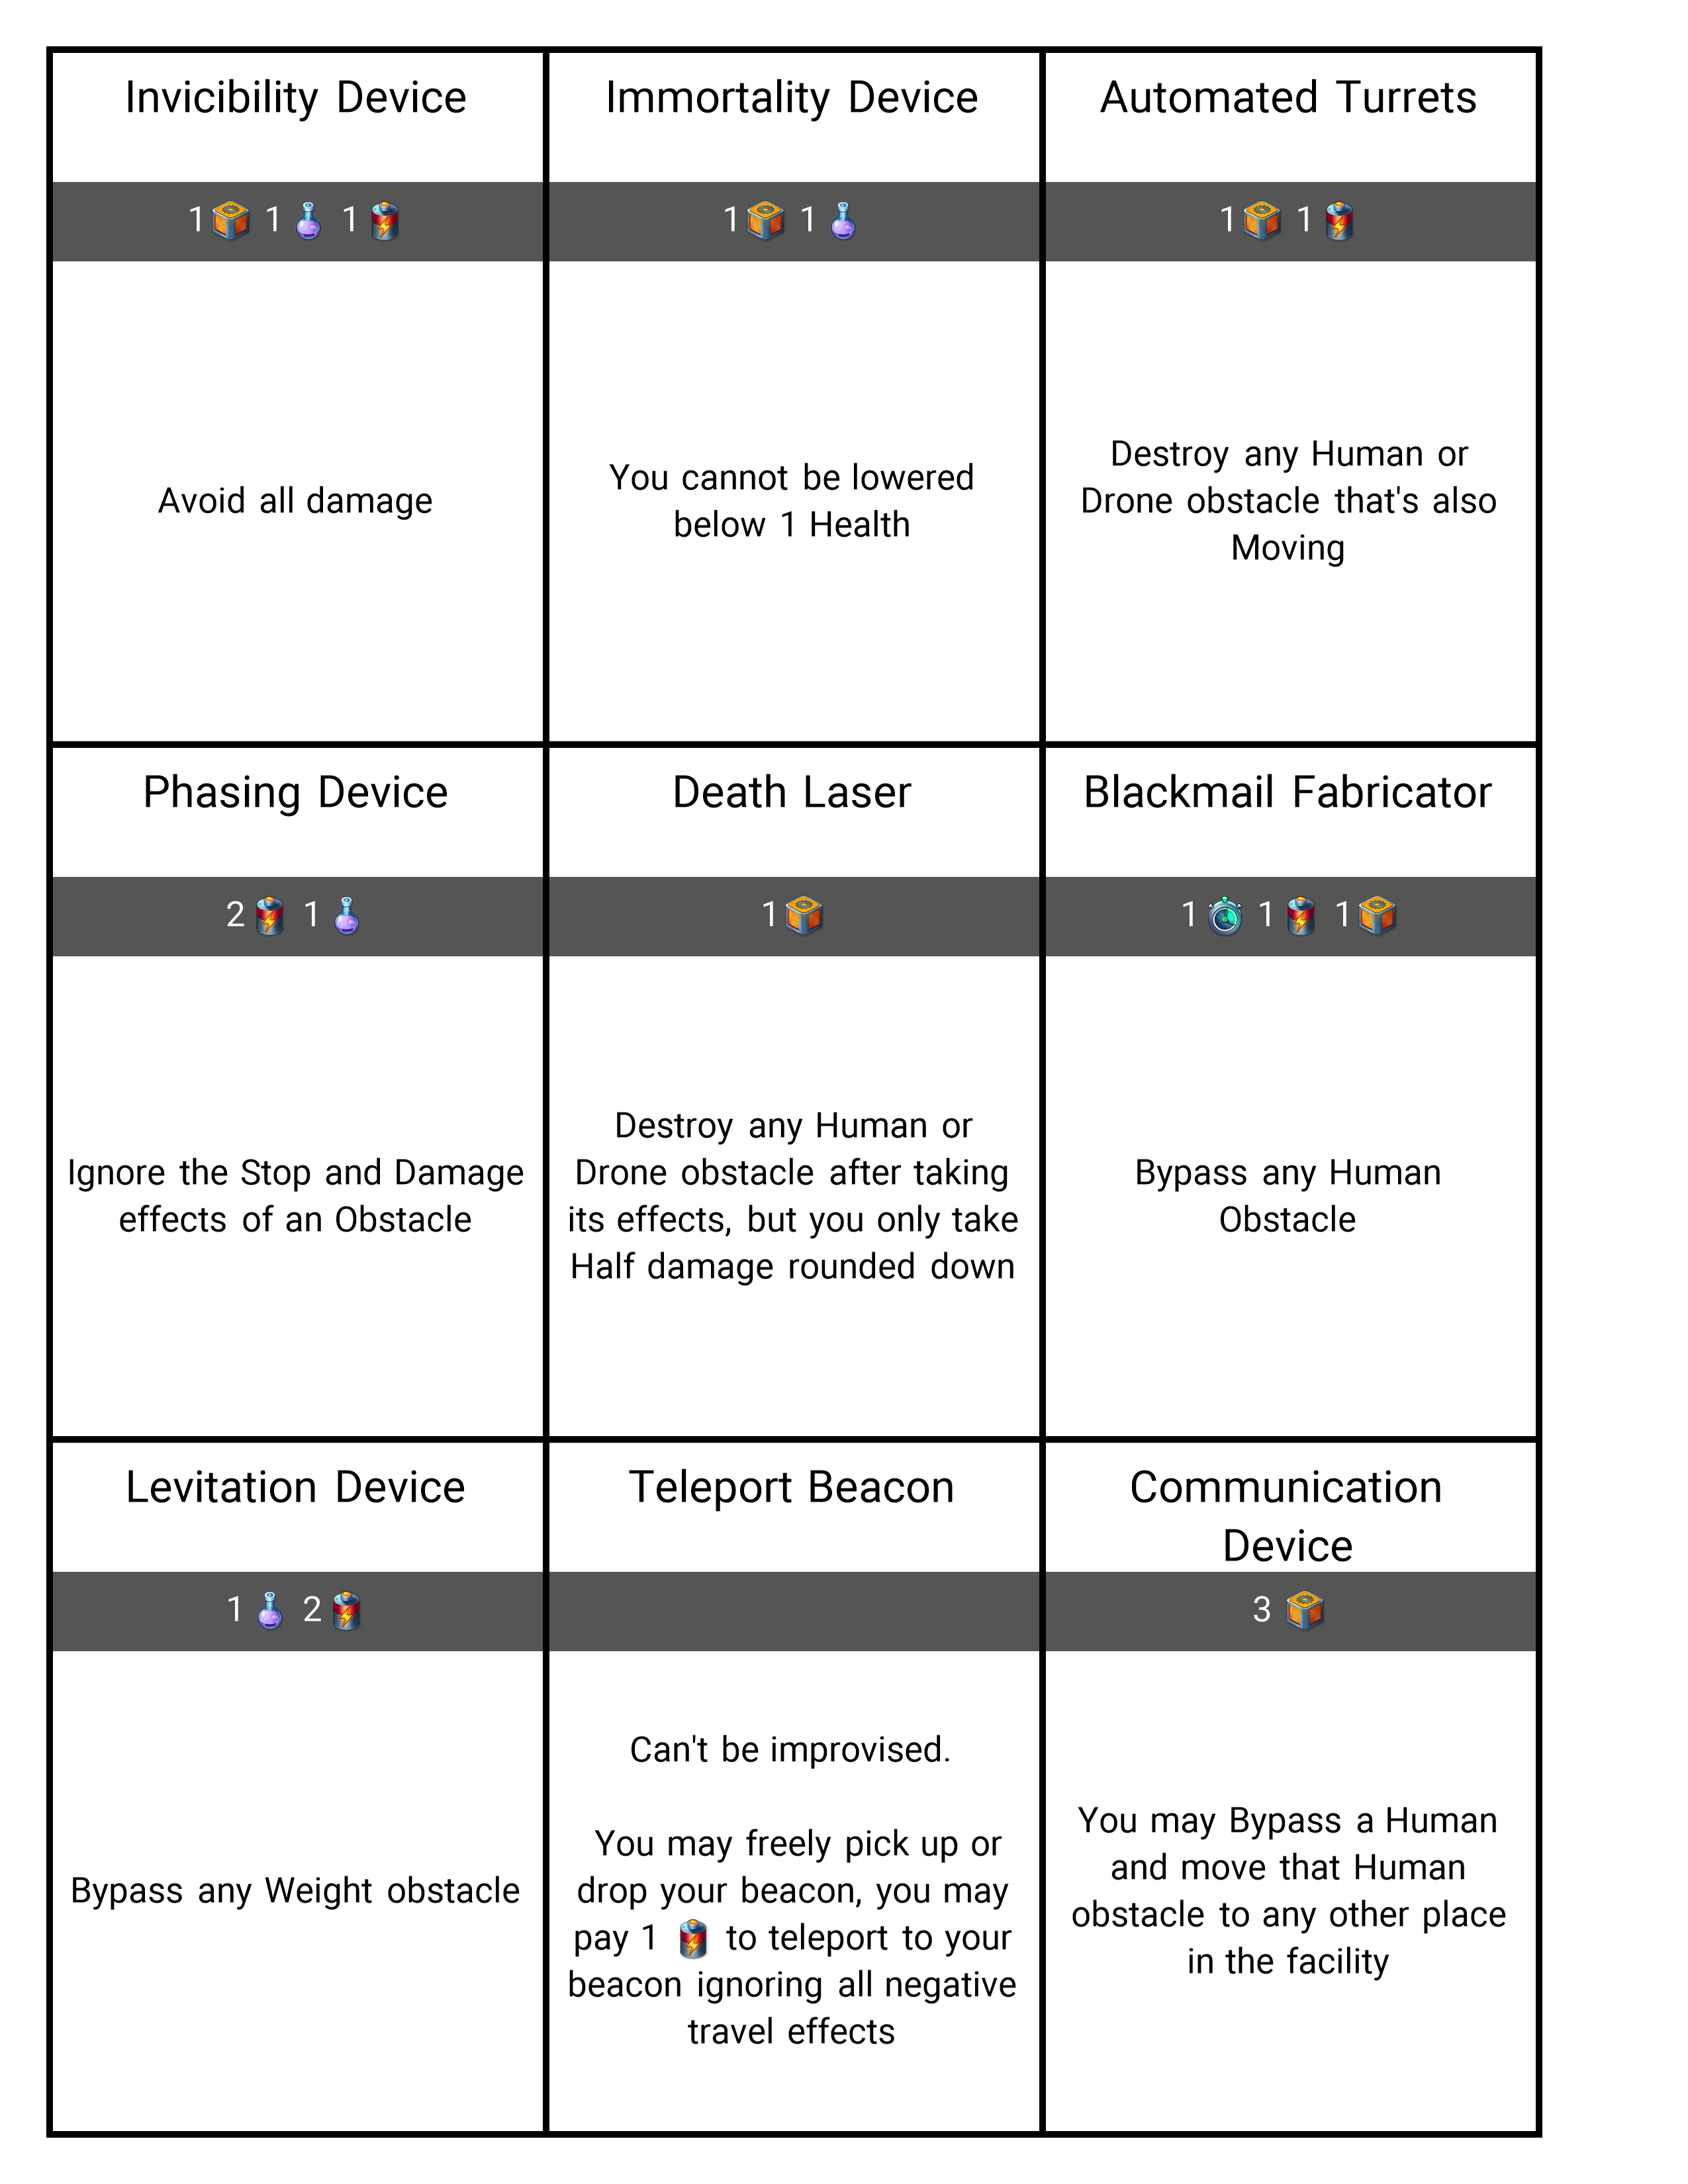 Invicibility Device
1 1 1
Avoid all damage
Immortality Device
1 1
You cannot be lowered
below 1 Health
Automated Turrets
1 1
Destroy any Human or
Drone obstacle that's also
Moving
Phasing Device
2 1
Ignore the Stop and Damage
effects of an Obstacle
Death Laser
1
Destroy any Human or
Drone obstacle after taking
its effects, but you only take
Half damage rounded down
Blackmail Fabricator
1 1 1
Bypass any Human
Obstacle
Levitation Device
1 2
Bypass any Weight obstacle
Teleport Beacon
Can't be improvised.
You may freely pick up or
drop your beacon, you may
pay 1 to teleport to your
beacon ignoring all negative
travel effects
Communication
Device
3
You may Bypass a Human
and move that Human
obstacle to any other place
in the facility